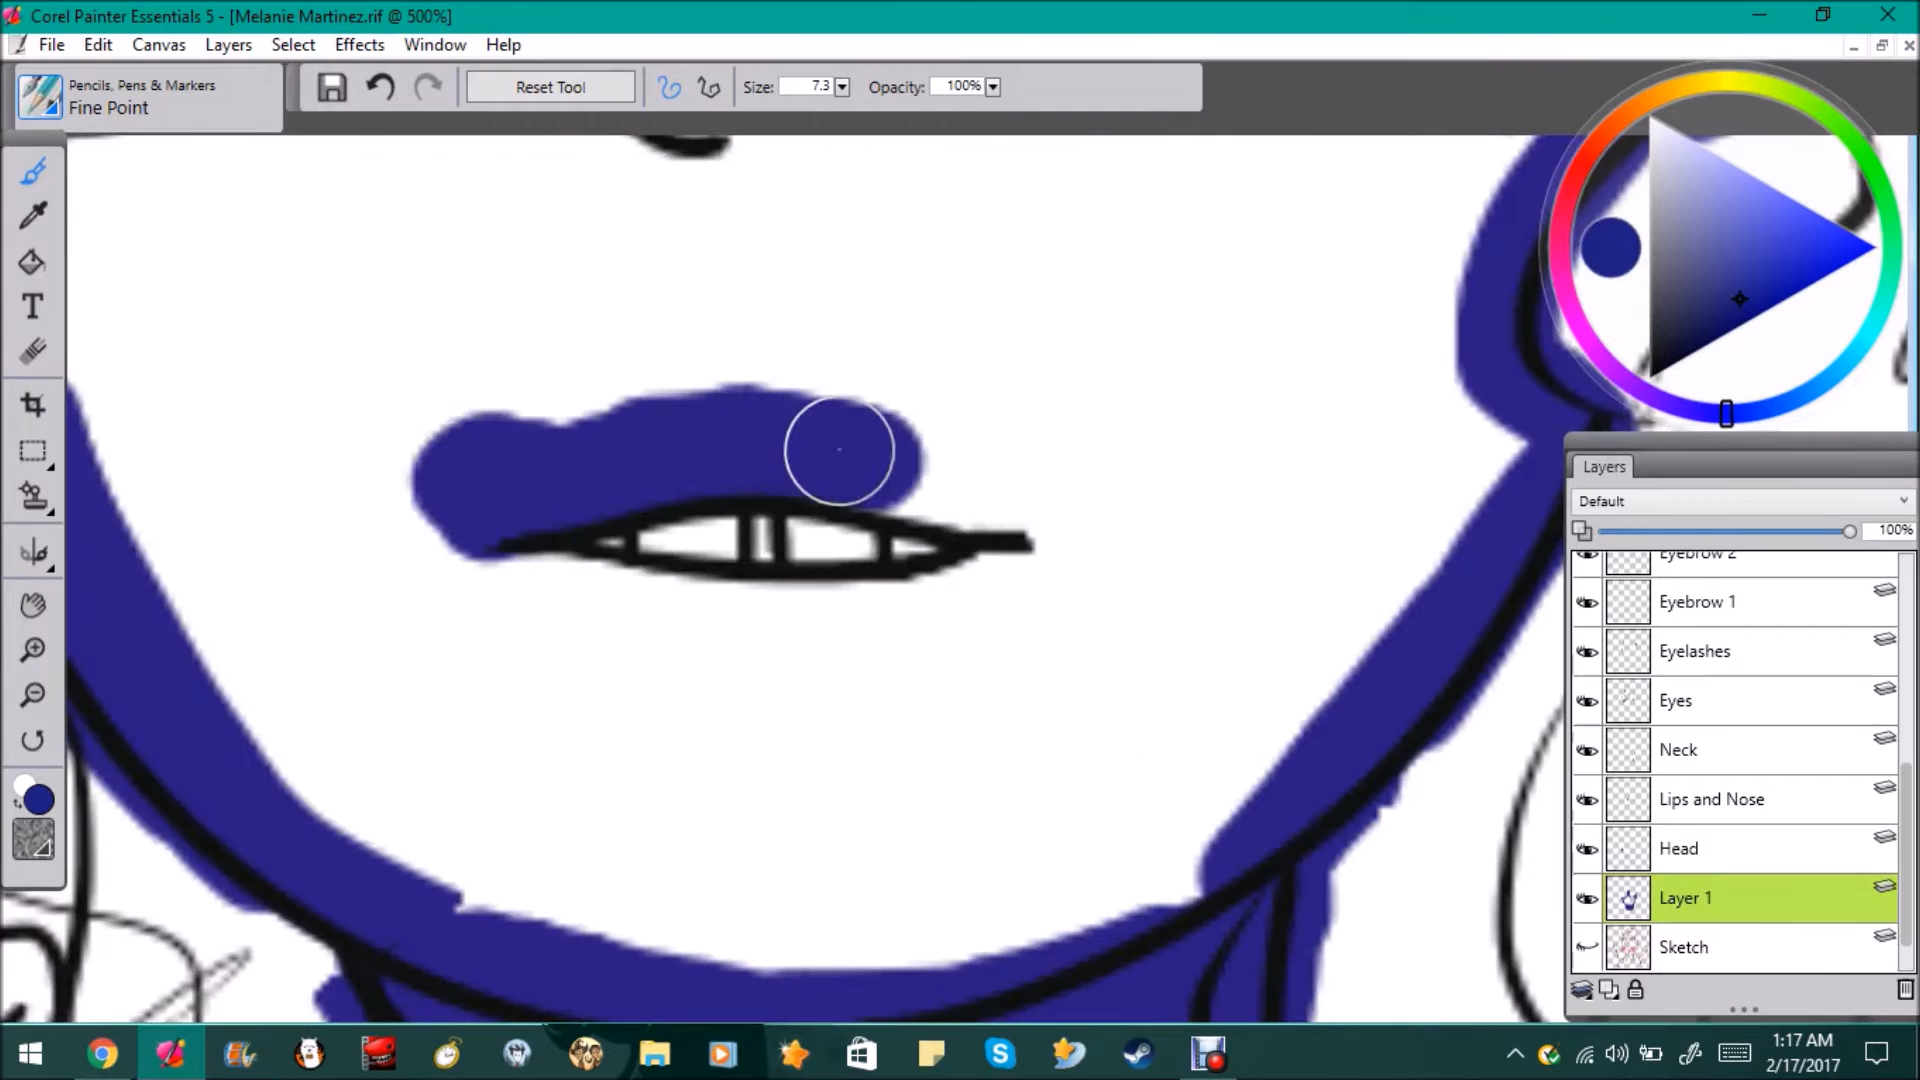 Corel Painter Essentials 5 - [Melanie Martinez.rif @ 500%]
File Edit Canvas Layers Select Effects Window Help
Pencils, Pens & Markers
Fine Point
Reset Tool
Size: 7.3
Opacity: 100%
T
Layers
Default
100%
Eyebrow 2
Eyebrow 1
Eyelashes
Eyes
Neck
Lips and Nose
Head
Layer 1
Sketch
1:17 AM
2/17/2017